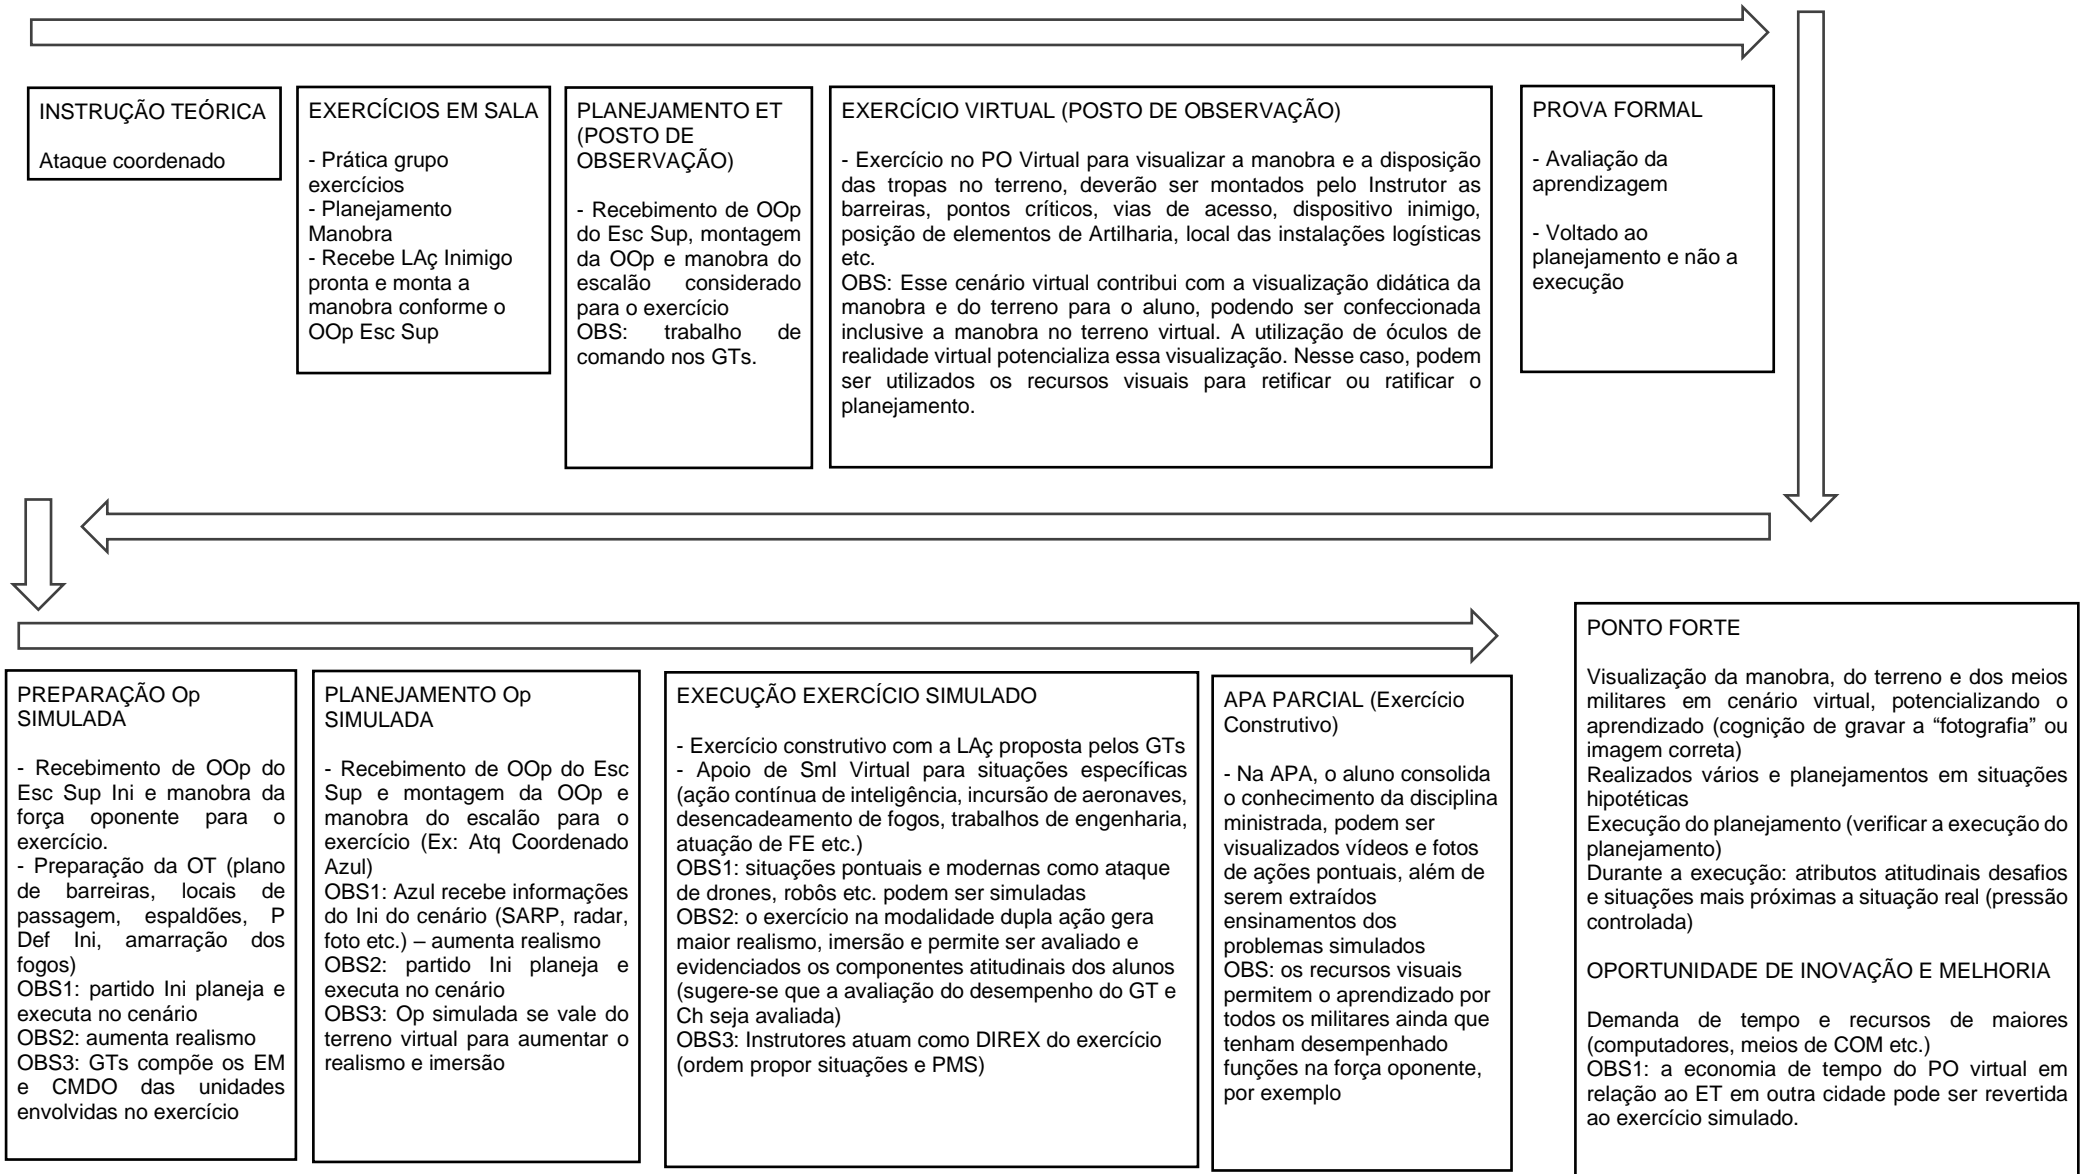 INSTRUÇÃO TEÓRICA
Ataque coordenado
EXERCÍCIOS EM SALA
- Prática grupo
exercícios
- Planejamento
Manobra
- Recebe LAç Inimigo
pronta e monta a
manobra conforme o
OOp Esc Sup
PLANEJAMENTO ET
(POSTO DE
OBSERVAÇÃO)
- Recebimento de OOp
do Esc Sup, montagem
da OOp e manobra do
escalão considerado
para o exercício
OBS: trabalho de
comando nos GTs.
EXERCÍCIO VIRTUAL (POSTO DE OBSERVAÇÃO)
- Exercício no PO Virtual para visualizar a manobra e a disposição
das tropas no terreno, deverão ser montados pelo Instrutor as
barreiras, pontos críticos, vias de acesso, dispositivo inimigo,
posição de elementos de Artilharia, local das instalações logísticas
etc.
OBS: Esse cenário virtual contribui com a visualização didática da
manobra e do terreno para o aluno, podendo ser confeccionada
inclusive a manobra no terreno virtual. A utilização de óculos de
realidade virtual potencializa essa visualização. Nesse caso, podem
ser utilizados os recursos visuais para retificar ou ratificar o
planejamento.
PROVA FORMAL
- Avaliação da
aprendizagem
- Voltado ao
planejamento e não a
execução
PREPARAÇÃO Op
SIMULADA
- Recebimento de OOp do
Esc Sup Ini e manobra da
força oponente para o
exercício.
- Preparação da OT (plano
de barreiras, locais de
passagem, espaldões, P
Def Ini, amarração dos
fogos)
OBS1: partido Ini planeja e
executa no cenário
OBS2: aumenta realismo
OBS3: GTs compõe os EM
e CMDO das unidades
envolvidas no exercício
PLANEJAMENTO Op
SIMULADA
- Recebimento de OOp do Esc
Sup e montagem da OOp e
manobra do escalão para o
exercício (Ex: Atq Coordenado
Azul)
OBS1: Azul recebe informações
do Ini do cenário (SARP, radar,
foto etc.) – aumenta realismo
OBS2: partido Ini planeja e
executa no cenário
OBS3: Op simulada se vale do
terreno virtual para aumentar o
realismo e imersão
EXECUÇÃO EXERCÍCIO SIMULADO
- Exercício construtivo com a LAç proposta pelos GTs
- Apoio de Sml Virtual para situações específicas
(ação contínua de inteligência, incursão de aeronaves,
desencadeamento de fogos, trabalhos de engenharia,
atuação de FE etc.)
OBS1: situações pontuais e modernas como ataque
de drones, robôs etc. podem ser simuladas
OBS2: o exercício na modalidade dupla ação gera
maior realismo, imersão e permite ser avaliado e
evidenciados os componentes atitudinais dos alunos
(sugere-se que a avaliação do desempenho do GT e
Ch seja avaliada)
OBS3: Instrutores atuam como DIREX do exercício
(ordem propor situações e PMS)
APA PARCIAL (Exercício
Construtivo)
- Na APA, o aluno consolida
o conhecimento da disciplina
ministrada, podem ser
visualizados vídeos e fotos
de ações pontuais, além de
serem extraídos
ensinamentos dos
problemas simulados
OBS: os recursos visuais
permitem o aprendizado por
todos os militares ainda que
tenham desempenhado
funções na força oponente,
por exemplo
PONTO FORTE
Visualização da manobra, do terreno e dos meios
militares em cenário virtual, potencializando o
aprendizado (cognição de gravar a “fotografia” ou
imagem correta)
Realizados vários e planejamentos em situações
hipotéticas
Execução do planejamento (verificar a execução do
planejamento)
Durante a execução: atributos atitudinais desafios
e situações mais próximas a situação real (pressão
controlada)
OPORTUNIDADE DE INOVAÇÃO E MELHORIA
Demanda de tempo e recursos de maiores
(computadores, meios de COM etc.)
OBS1: a economia de tempo do PO virtual em
relação ao ET em outra cidade pode ser revertida
ao exercício simulado.